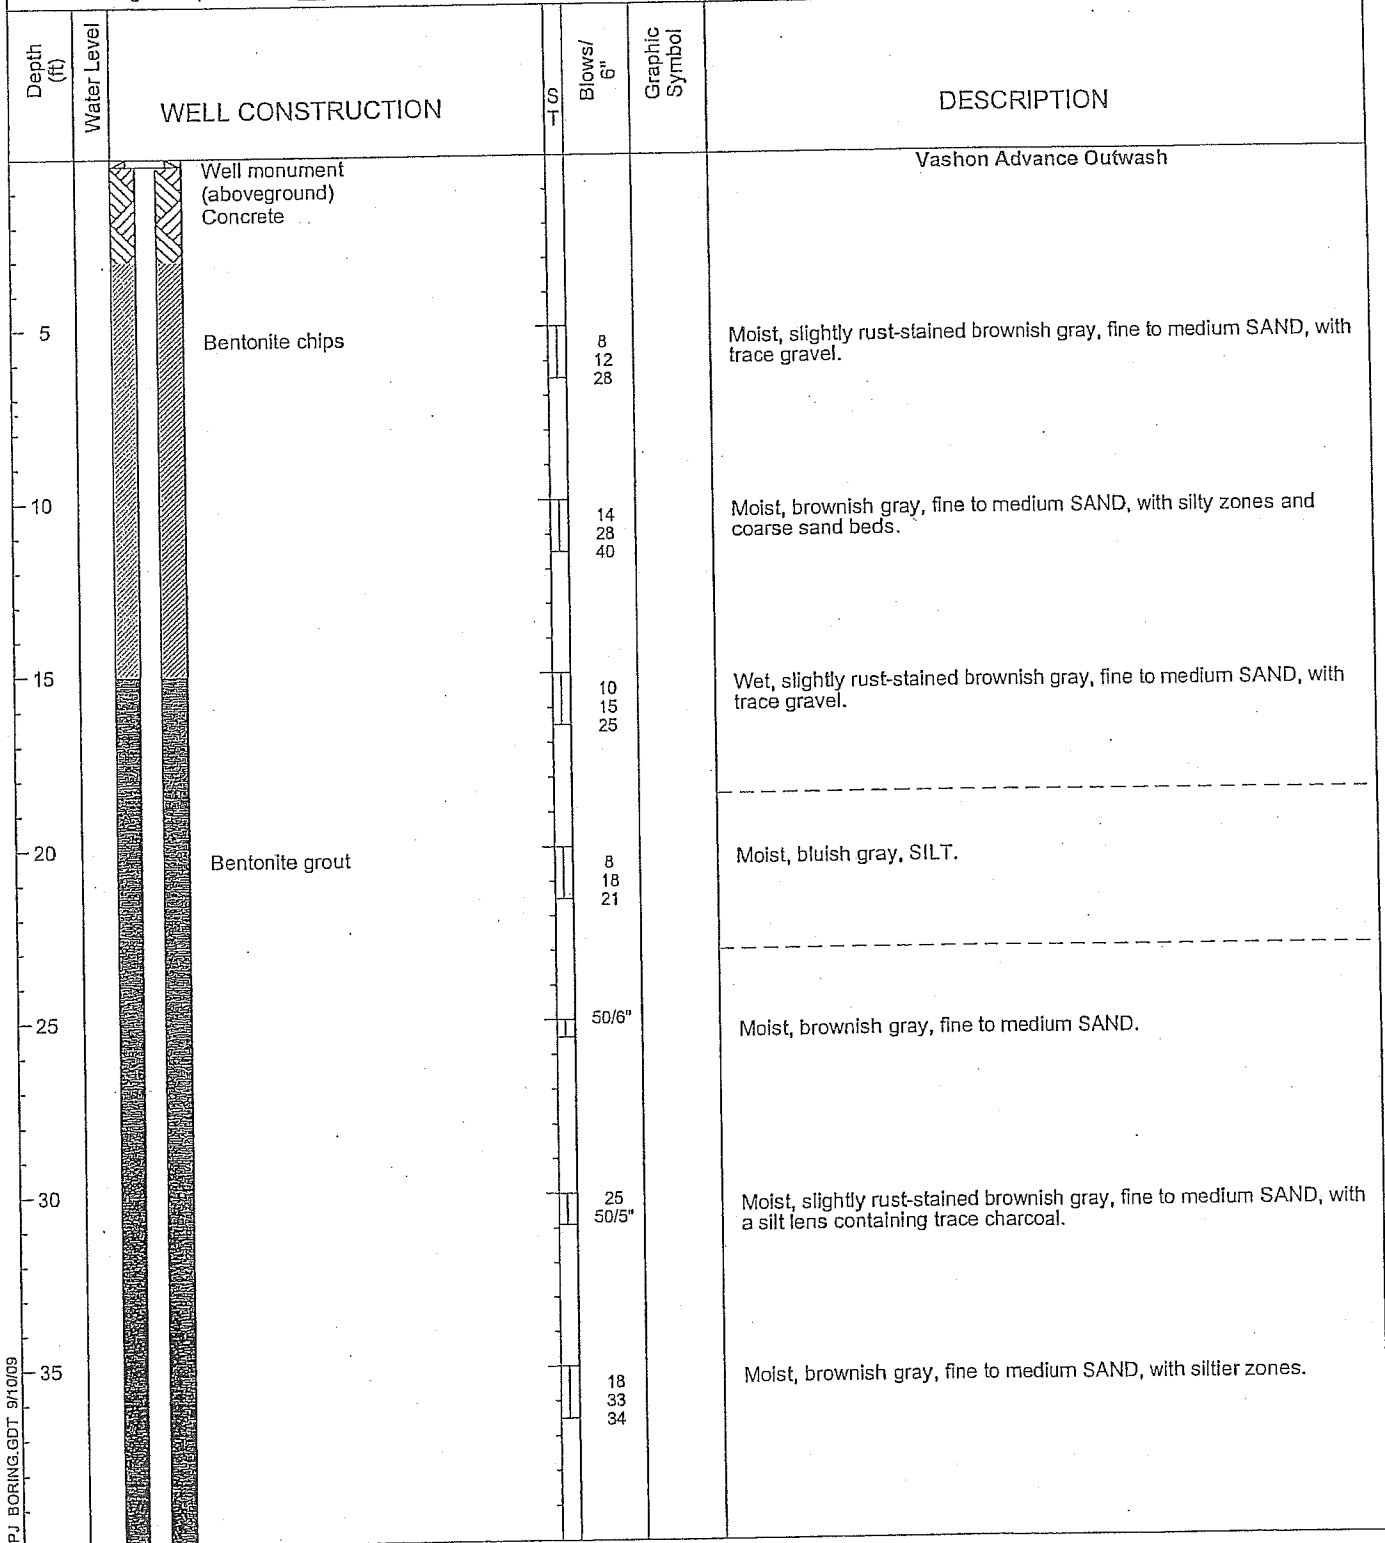 Depth
(ft)
Water Level
WELL CONSTRUCTION
S
T
Blows/
6"
Graphic
Symbol
DESCRIPTION
Well monument
(aboveground)
Concrete
Vashon Advance Outwash
5
Bentonite chips
8
12
28
Moist, slightly rust-stained brownish gray, fine to medium SAND, with
trace gravel.
10
14
28
40
Moist, brownish gray, fine to medium SAND, with silty zones and
coarse sand beds.
15
10
15
25
Wet, slightly rust-stained brownish gray, fine to medium SAND, with
trace gravel.
20
Bentonite grout
8
18
21
Moist, bluish gray, SILT.
25
50/6"
Moist, brownish gray, fine to medium SAND.
30
25
50/5"
Moist, slightly rust-stained brownish gray, fine to medium SAND, with
a silt lens containing trace charcoal.
35
18
33
34
Moist, brownish gray, fine to medium SAND, with siltier zones.
PJ BORING.GDT 9/10/09